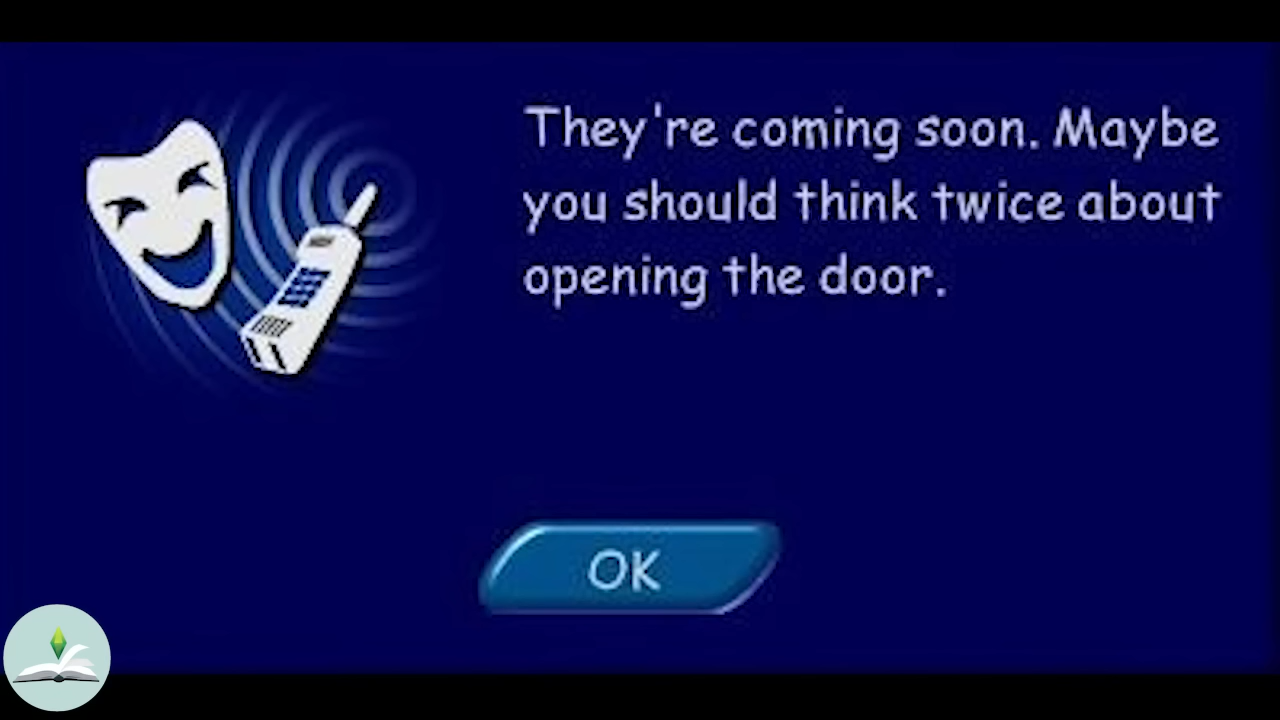 They're coming soon. Maybe
you should think twice about
opening the door.
OK